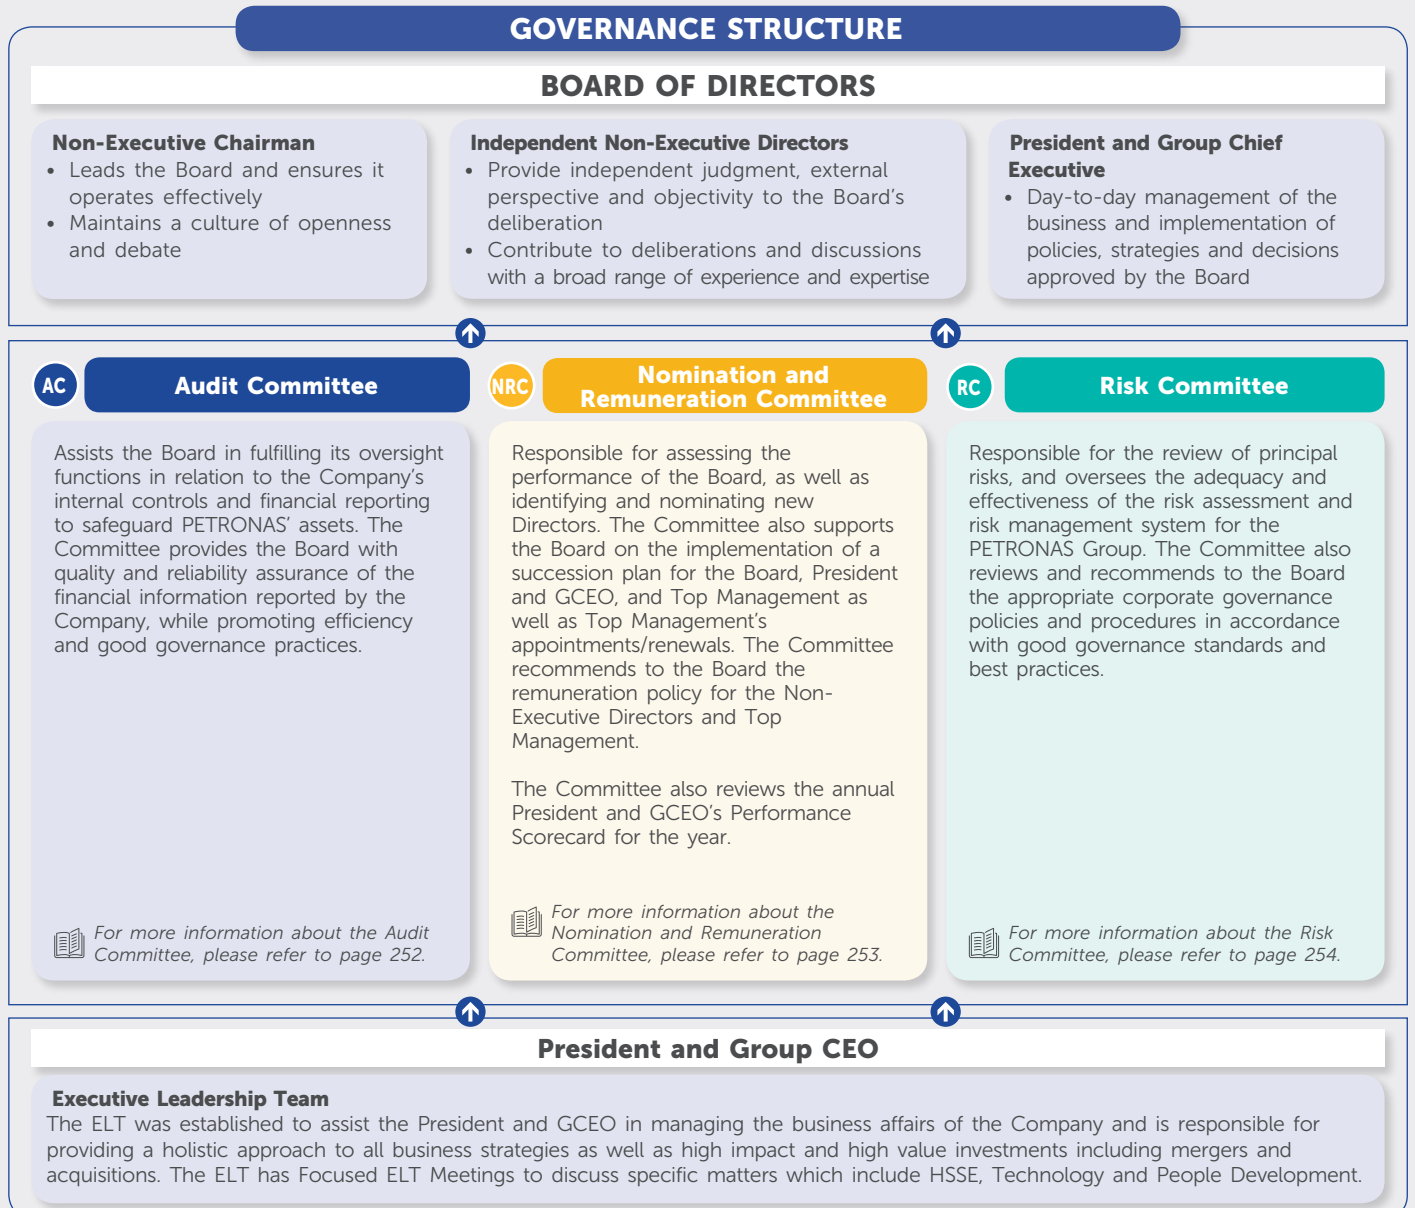 GOVERNANCE STRUCTURE
BOARD OF DIRECTORS
Non-Executive Chairman
• Leads the Board and ensures it
operates effectively
• Maintains a culture of openness
and debate
Independent Non-Executive Directors
• Provide independent judgment, external
perspective and objectivity to the Board's
deliberation
• Contribute to deliberations and discussions
with a broad range of experience and expertise
President and Group Chief
Executive
• Day-to-day management of the
business and implementation of
policies, strategies and decisions
approved by the Board
AC
Audit Committee
Assists the Board in fulfilling its oversight
functions in relation to the Company's
internal controls and financial reporting
to safeguard PETRONAS' assets. The
Committee provides the Board with
quality and reliability assurance of the
financial information reported by the
Company, while promoting efficiency
and good governance practices.
For more information about the Audit
Committee, please refer to page 252.
NRC
Nomination and
Remuneration Committee
Responsible for assessing the
performance of the Board, as well as
identifying and nominating new
Directors. The Committee also supports
the Board on the implementation of a
succession plan for the Board, President
and GCEO, and Top Management as
well as Top Management's
appointments/renewals. The Committee
recommends to the Board the
remuneration policy for the Non-
Executive Directors and Top
Management.
The Committee also reviews the annual
President and GCEO's Performance
Scorecard for the year.
For more information about the
Nomination and Remuneration
Committee, please refer to page 253.
RC
Risk Committee
Responsible for the review of principal
risks, and oversees the adequacy and
effectiveness of the risk assessment and
risk management system for the
PETRONAS Group. The Committee also
reviews and recommends to the Board
the appropriate corporate governance
policies and procedures in accordance
with good governance standards and
best practices.
For more information about the Risk
Committee, please refer to page 254.
President and Group CEO
Executive Leadership Team
The ELT was established to assist the President and GCEO in managing the business affairs of the Company and is responsible for
providing a holistic approach to all business strategies as well as high impact and high value investments including mergers and
acquisitions. The ELT has Focused ELT Meetings to discuss specific matters which include HSSE, Technology and People Development.